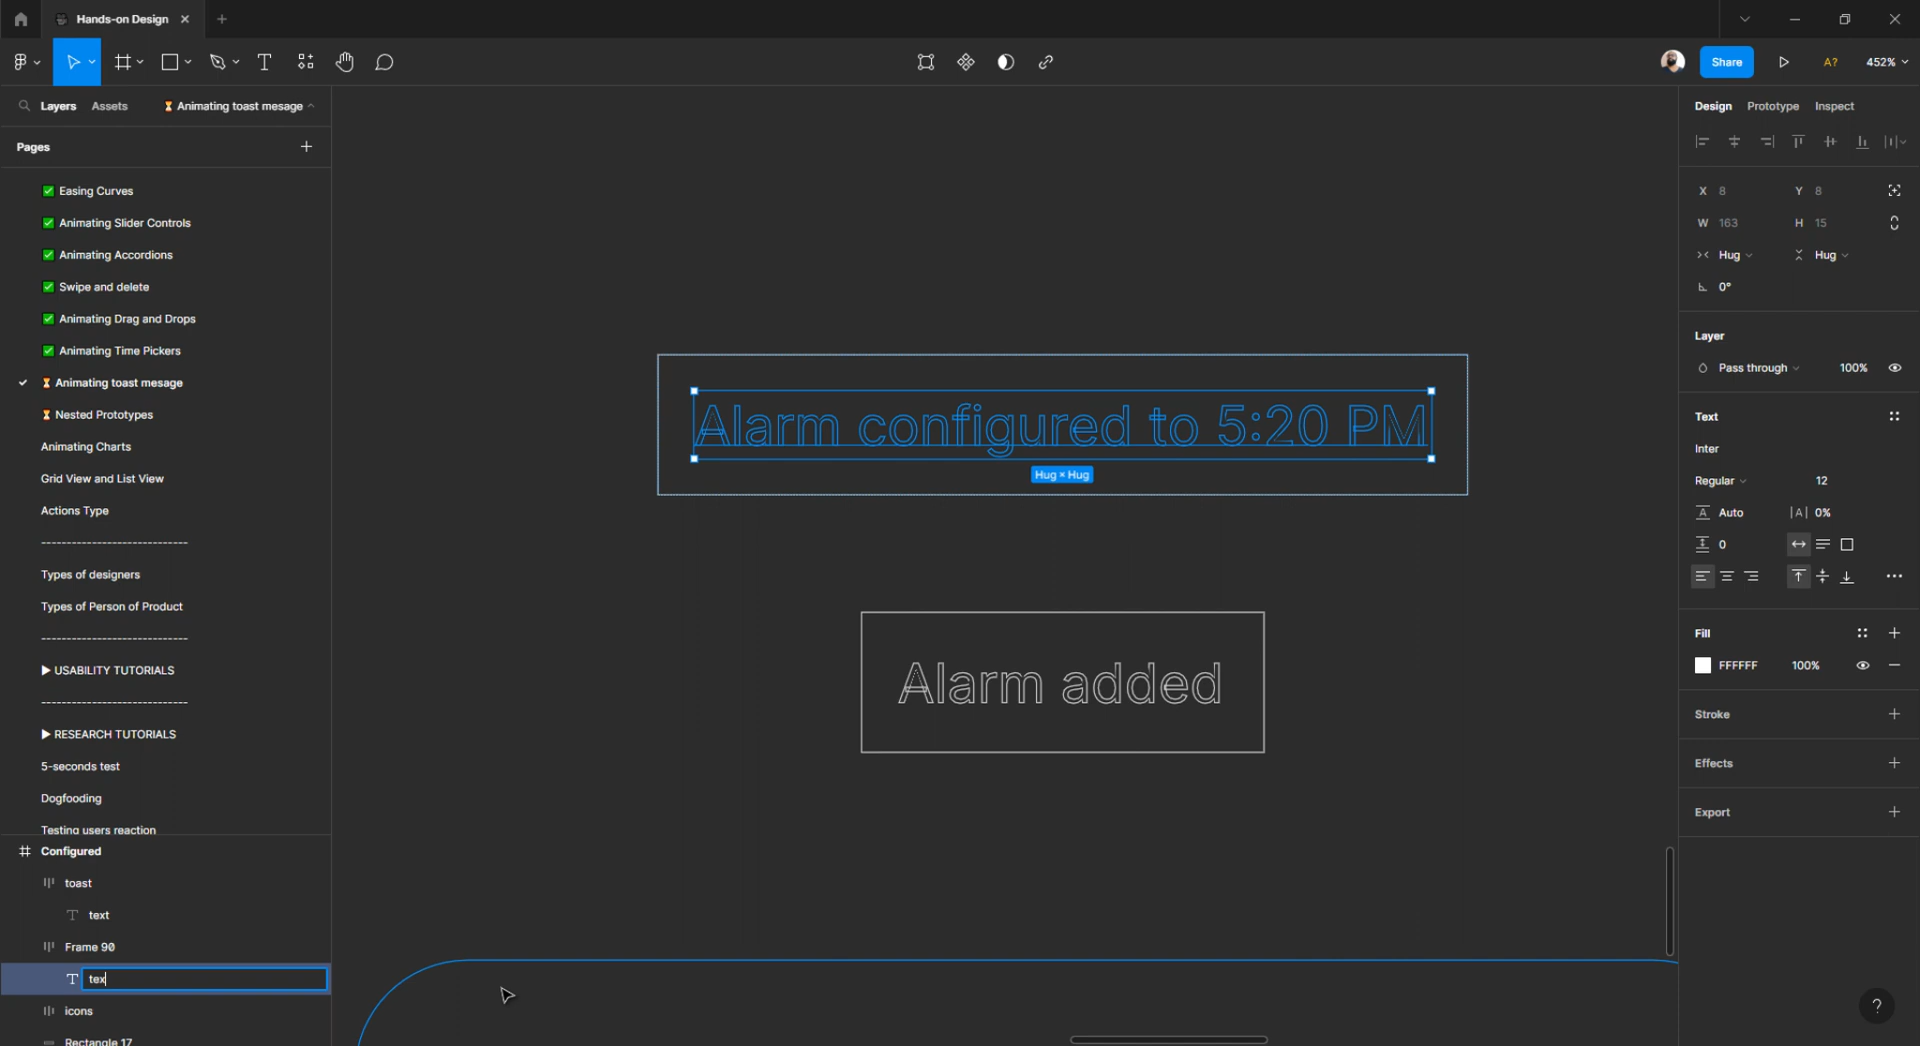 Hands-on Design
Share
A?
452%
Layers
Assets
⏳ Animating toast mesage
Design
Prototype
Inspect
Pages
✅ Easing Curves
✅ Animating Slider Controls
✅ Animating Accordions
✅ Swipe and delete
✅ Animating Drag and Drops
✅ Animating Time Pickers
⏳ Animating toast mesage
⏳ Nested Prototypes
Animating Charts
Grid View and List View
Actions Type
-----------------------------
Types of designers
Types of Person of Product
-----------------------------
▶ USABILITY TUTORIALS
-----------------------------
▶ RESEARCH TUTORIALS
5-seconds test
Dogfooding
Testing users reaction
Configured
toast
text
Frame 90
tex
icons
Rectangle 17
Alarm configured to 5:20 PM
Hug × Hug
Alarm added
X 8 Y 8
W 163 H 15
Hug Hug
0°
Layer
Pass through 100%
Text
Inter
Regular 12
Auto 0%
0
Fill
FFFFFF 100%
Stroke
Effects
Export
?